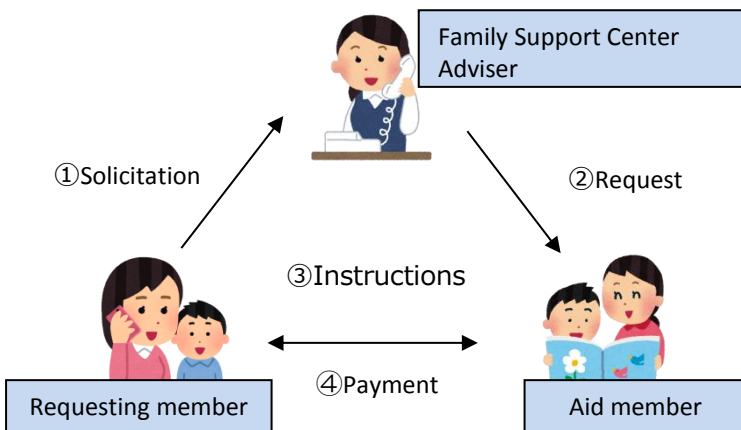 Family Support Center
Adviser
①Solicitation
②Request
③Instructions
④Payment
Requesting member
Aid member